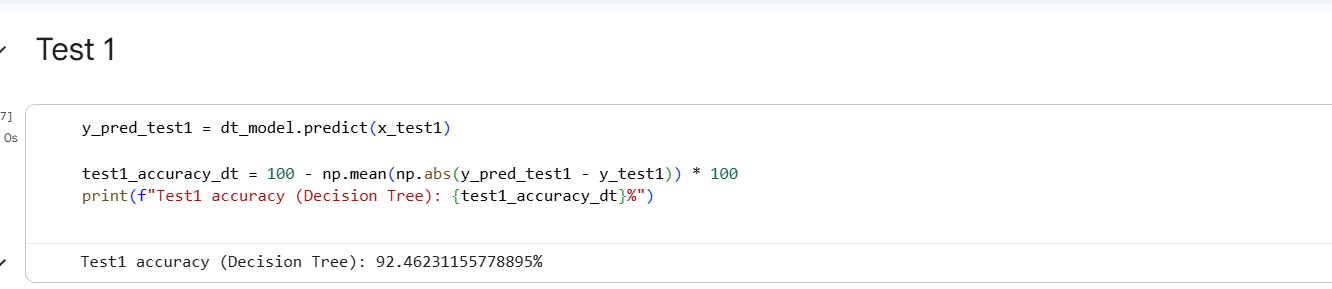 Test 1
7]
0s
y_pred_test1 = dt_model.predict(x_test1)
test1_accuracy_dt = 100 - np.mean(np.abs(y_pred_test1 - y_test1)) * 100
print(f"Test1 accuracy (Decision Tree): {test1_accuracy_dt}%")
Test1 accuracy (Decision Tree): 92.46231155778895%